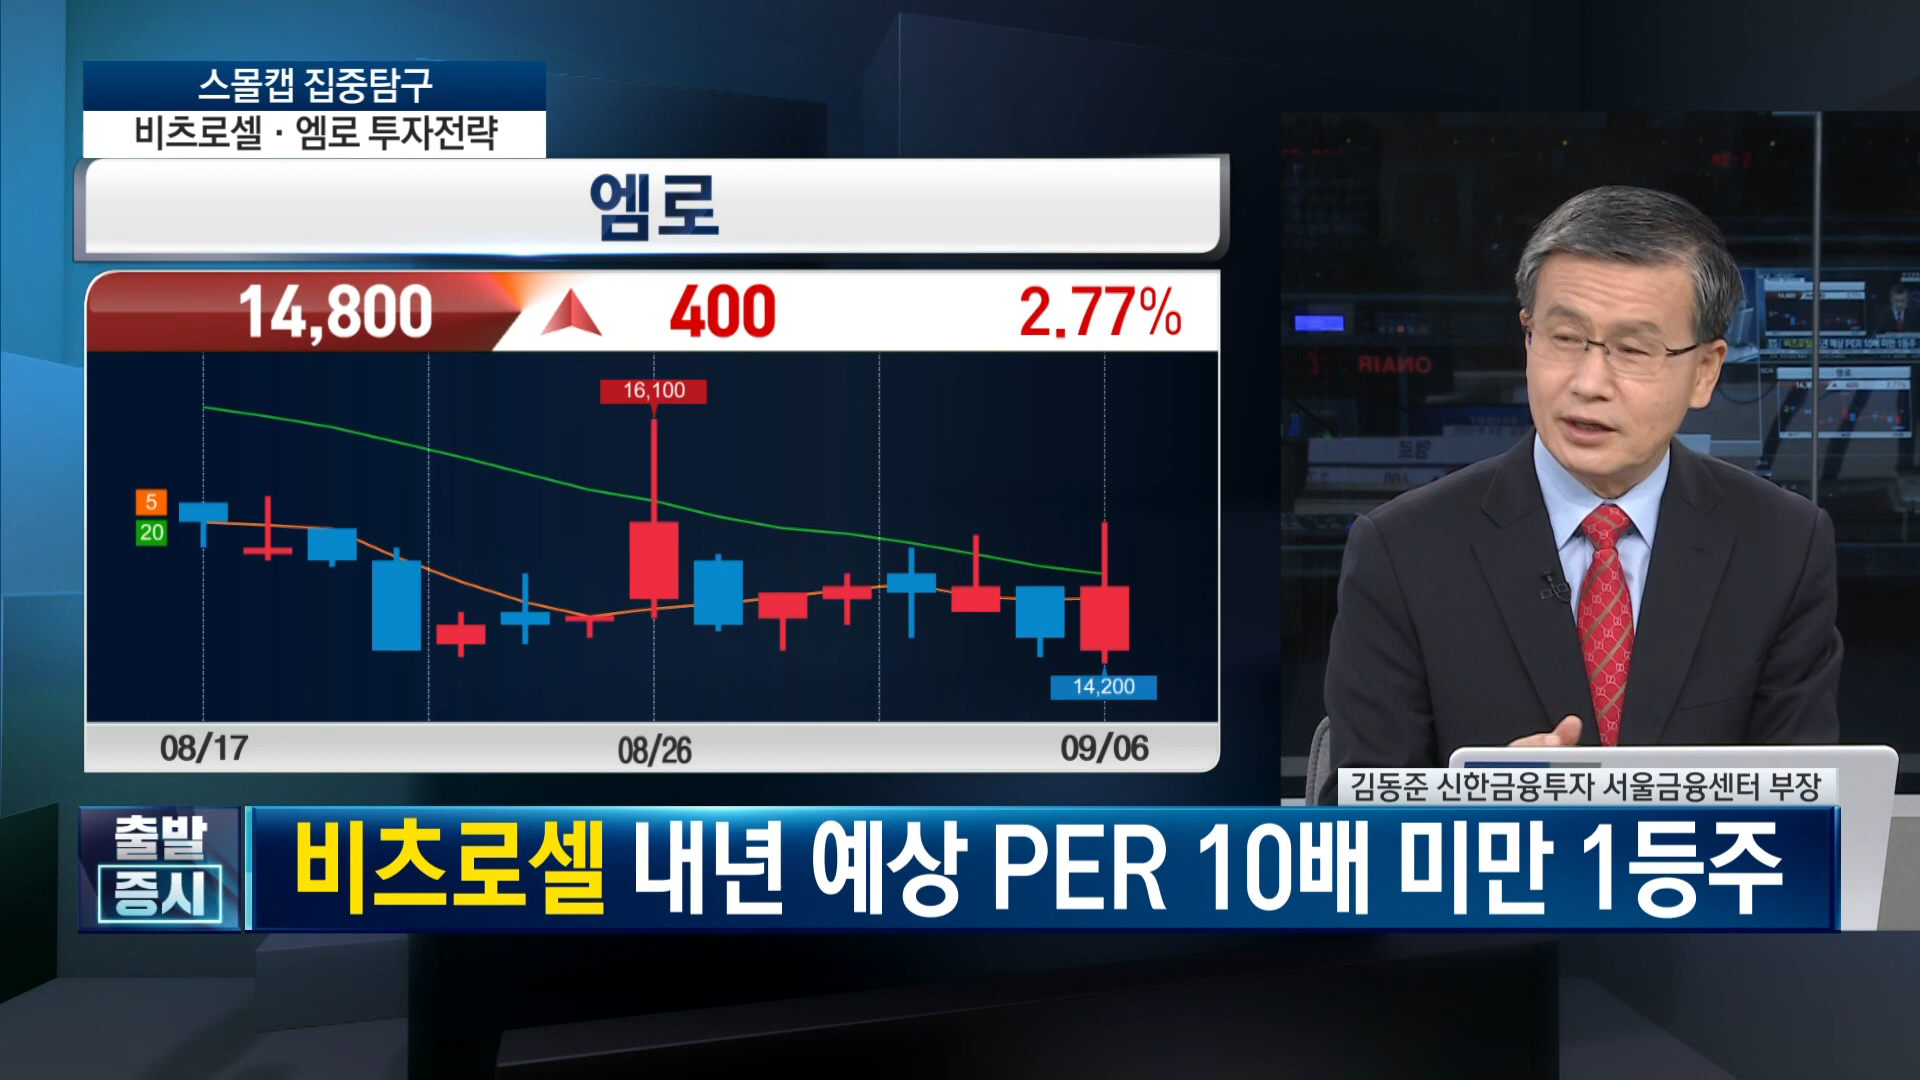 스몰캡 집중탐구
비츠로셀 · 엠로 투자전략
엠로
14,800 ▲ 400 2.77%
16,100
5
20
14,200
08/17 08/26 09/06
김동준 신한금융투자 서울금융센터 부장
출발
증시
비츠로셀 내년 예상 PER 10배 미만 1등주
ONAIR